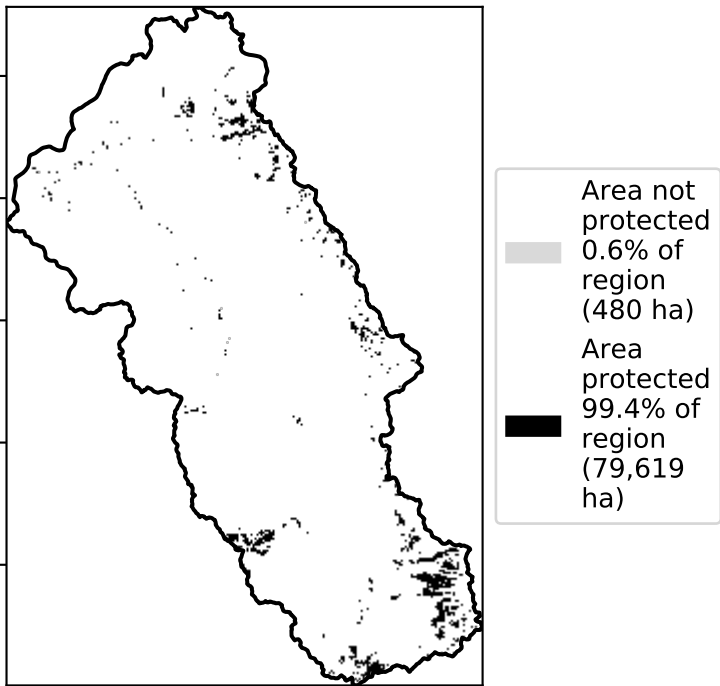 Area not
protected
0.6% of
region
(480 ha)
Area
protected
99.4% of
region
(79,619
ha)